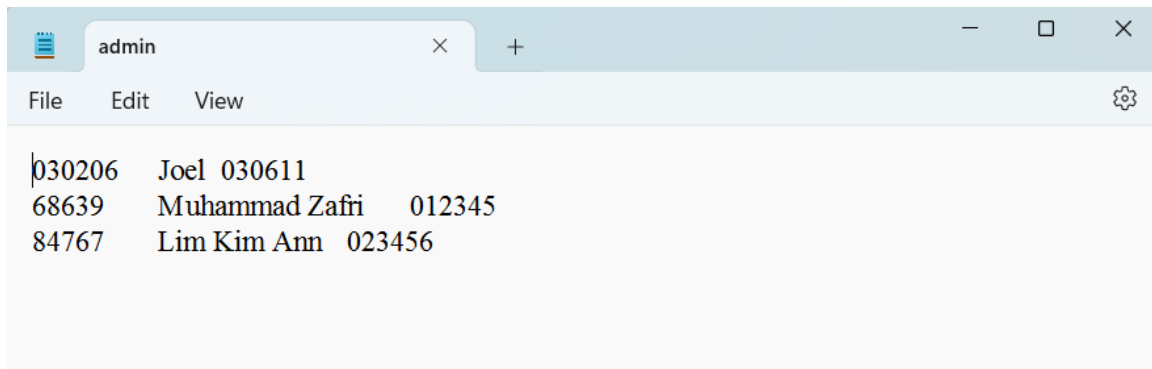 admin
File Edit View
030206 Joel 030611
68639 Muhammad Zafri 012345
84767 Lim Kim Ann 023456